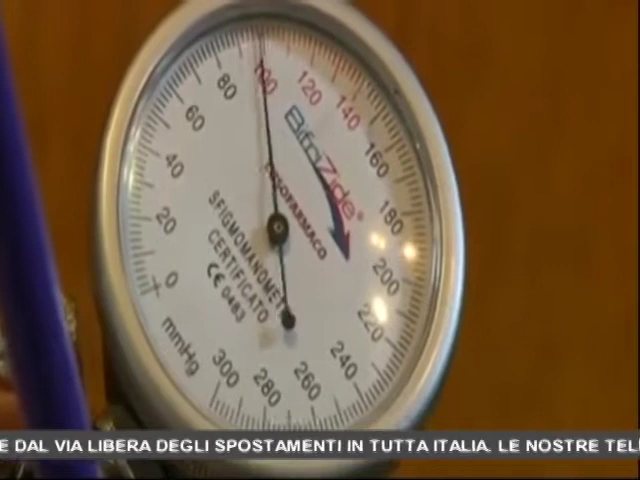 0
20
40
60
80
100
120
140
160
180
200
220
240
260
280
300
mmHg
BifriZide®
SFIGMOMANOMETRO
CERTIFICATO
CE 0483
E DAL VIA LIBERA DEGLI SPOSTAMENTI IN TUTTA ITALIA. LE NOSTRE TEL